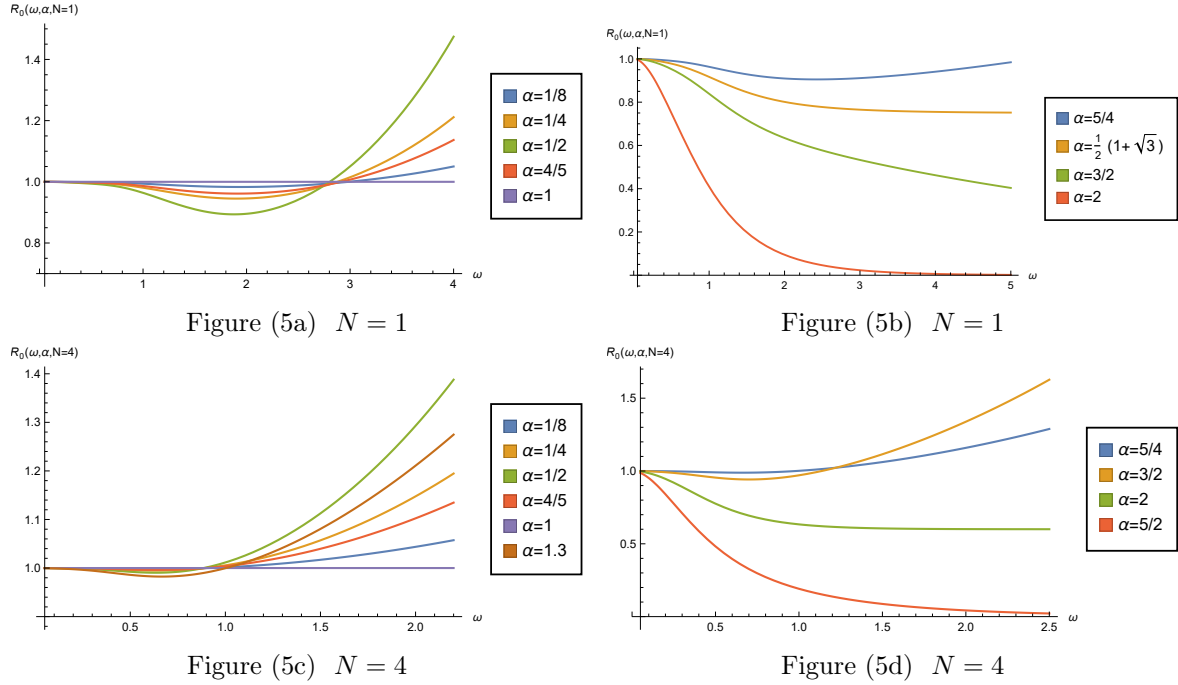 R₀(ω,α,N=1)
1.4
1.2
1.0
0.8
1
2
3
4
ω
α=1/8
α=1/4
α=1/2
α=4/5
α=1
Figure (5a) N = 1
R₀(ω,α,N=1)
1.0
0.8
0.6
0.4
0.2
1
2
3
4
5
ω
α=5/4
α=½ (1+√3)
α=3/2
α=2
Figure (5b) N = 1
R₀(ω,α,N=4)
1.4
1.3
1.2
1.1
1.0
0.5
1.0
1.5
2.0
ω
α=1/8
α=1/4
α=1/2
α=4/5
α=1
α=1.3
Figure (5c) N = 4
R₀(ω,α,N=4)
1.5
1.0
0.5
0.5
1.0
1.5
2.0
2.5
ω
α=5/4
α=3/2
α=2
α=5/2
Figure (5d) N = 4